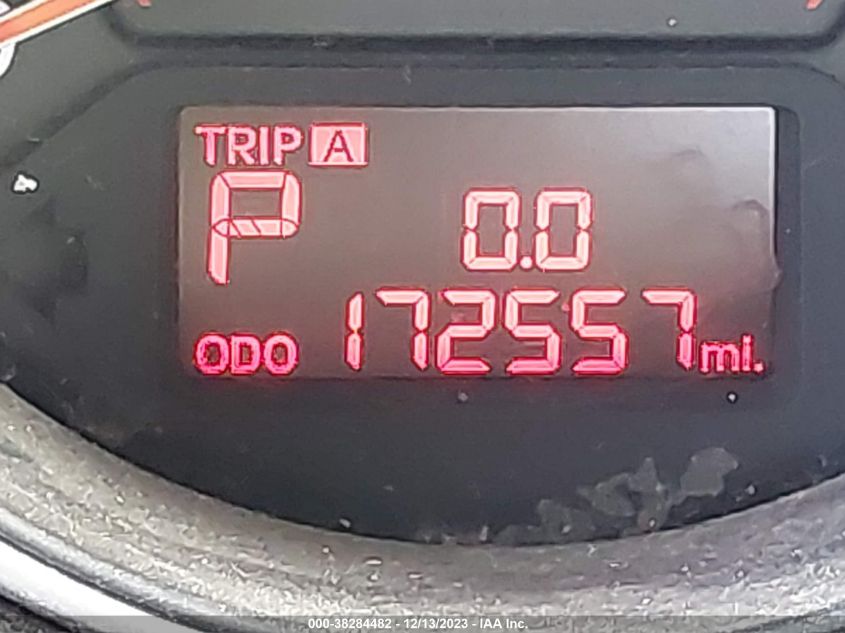 TRIP A
P 0.0
ODO 172557 mi.
000-38284482 - 12/13/2023 - IAA Inc.